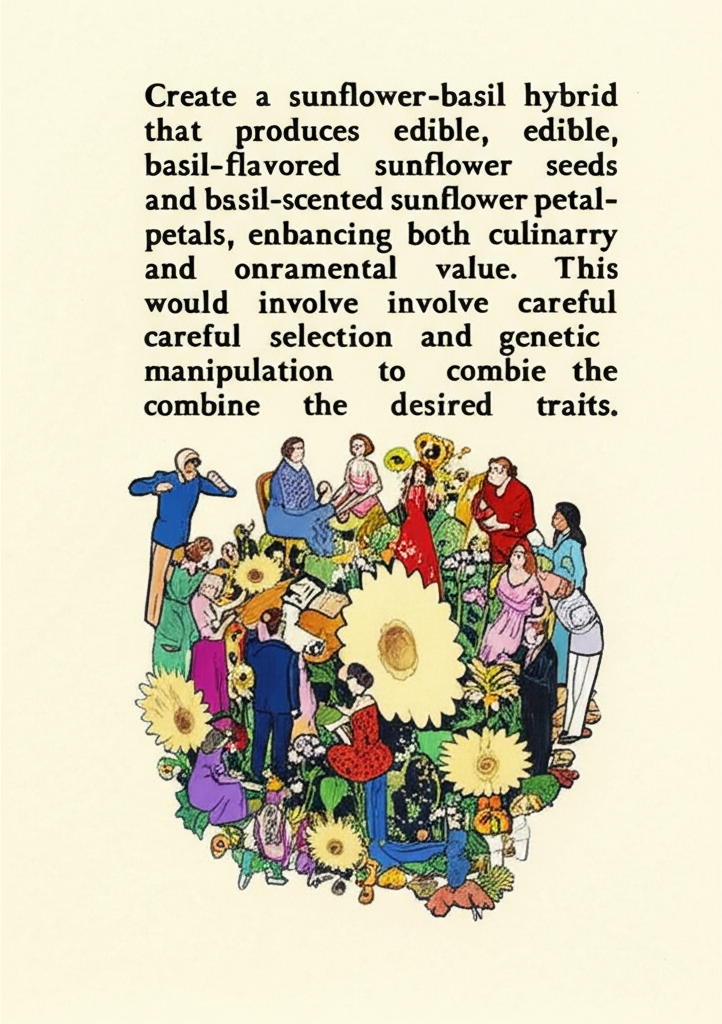 Create a sunflower-basil hybrid
that produces edible, edible,
basil-flavored sunflower seeds
and basil-scented sunflower petal-
petals, enbancing both culinarry
and onramental value. This
would involve involve careful
careful selection and genetic
manipulation to combie the
combine the desired traits.